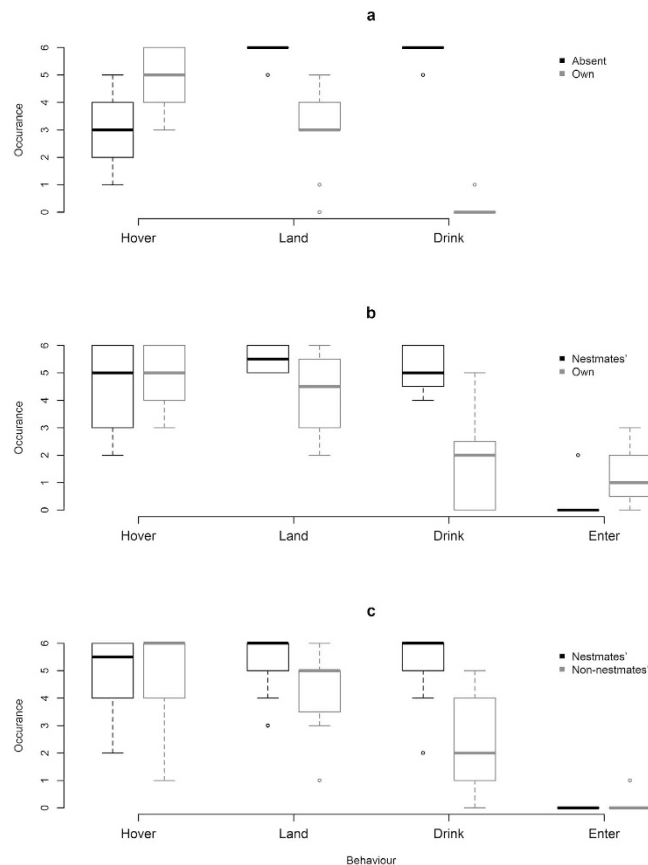 a
6
5
4
3
2
1
0
Occurance
Absent
Own
Hover Land Drink
b
6
5
4
3
2
1
0
Occurance
Nestmates'
Own
Hover Land Drink Enter
c
6
5
4
3
2
1
0
Occurance
Nestmates'
Non-nestmates'
Hover Land Drink Enter
Behaviour